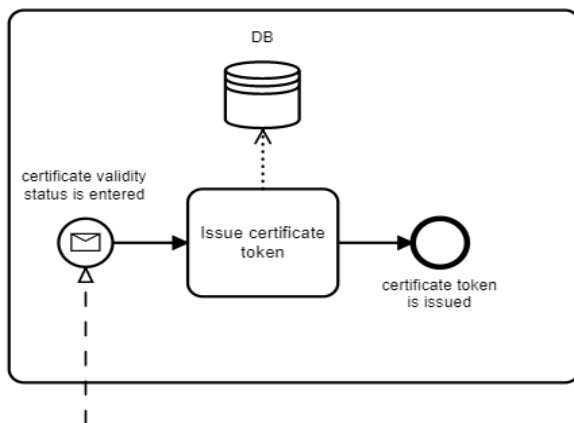 DB
certificate validity
status is entered
Issue certificate
token
certificate token
is issued